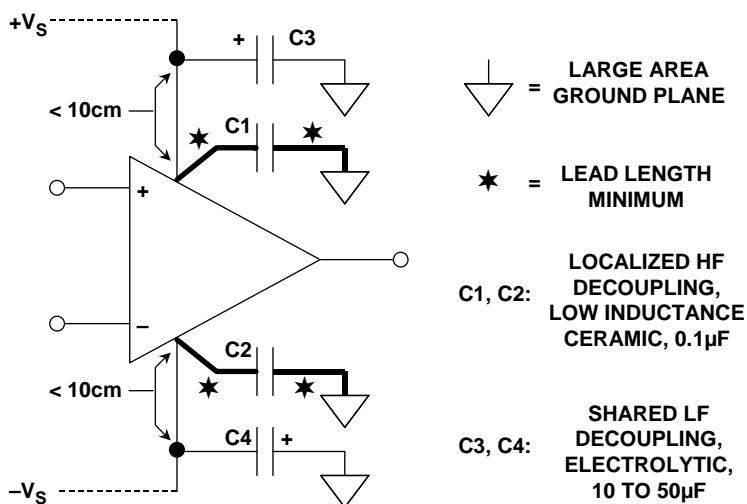 +VS
+ C3
< 10cm
C1
★ ★
+
−
C2
★ ★
< 10cm
C4 +
−VS
= LARGE AREA
GROUND PLANE
★ = LEAD LENGTH
MINIMUM
C1, C2: LOCALIZED HF
DECOUPLING,
LOW INDUCTANCE
CERAMIC, 0.1µF
C3, C4: SHARED LF
DECOUPLING,
ELECTROLYTIC,
10 TO 50µF